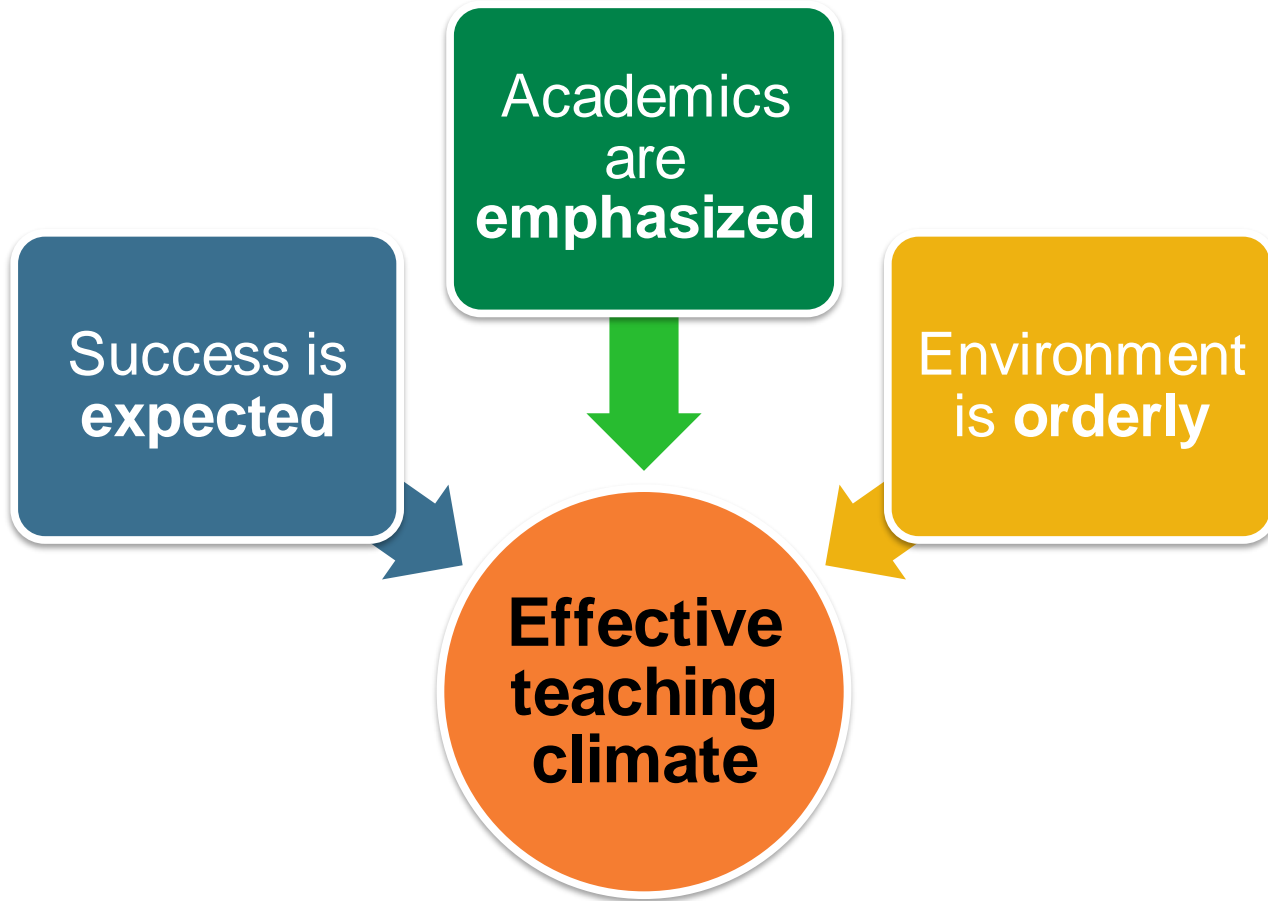 Success is
expected
Academics
are
emphasized
Environment
is orderly
Effective
teaching
climate